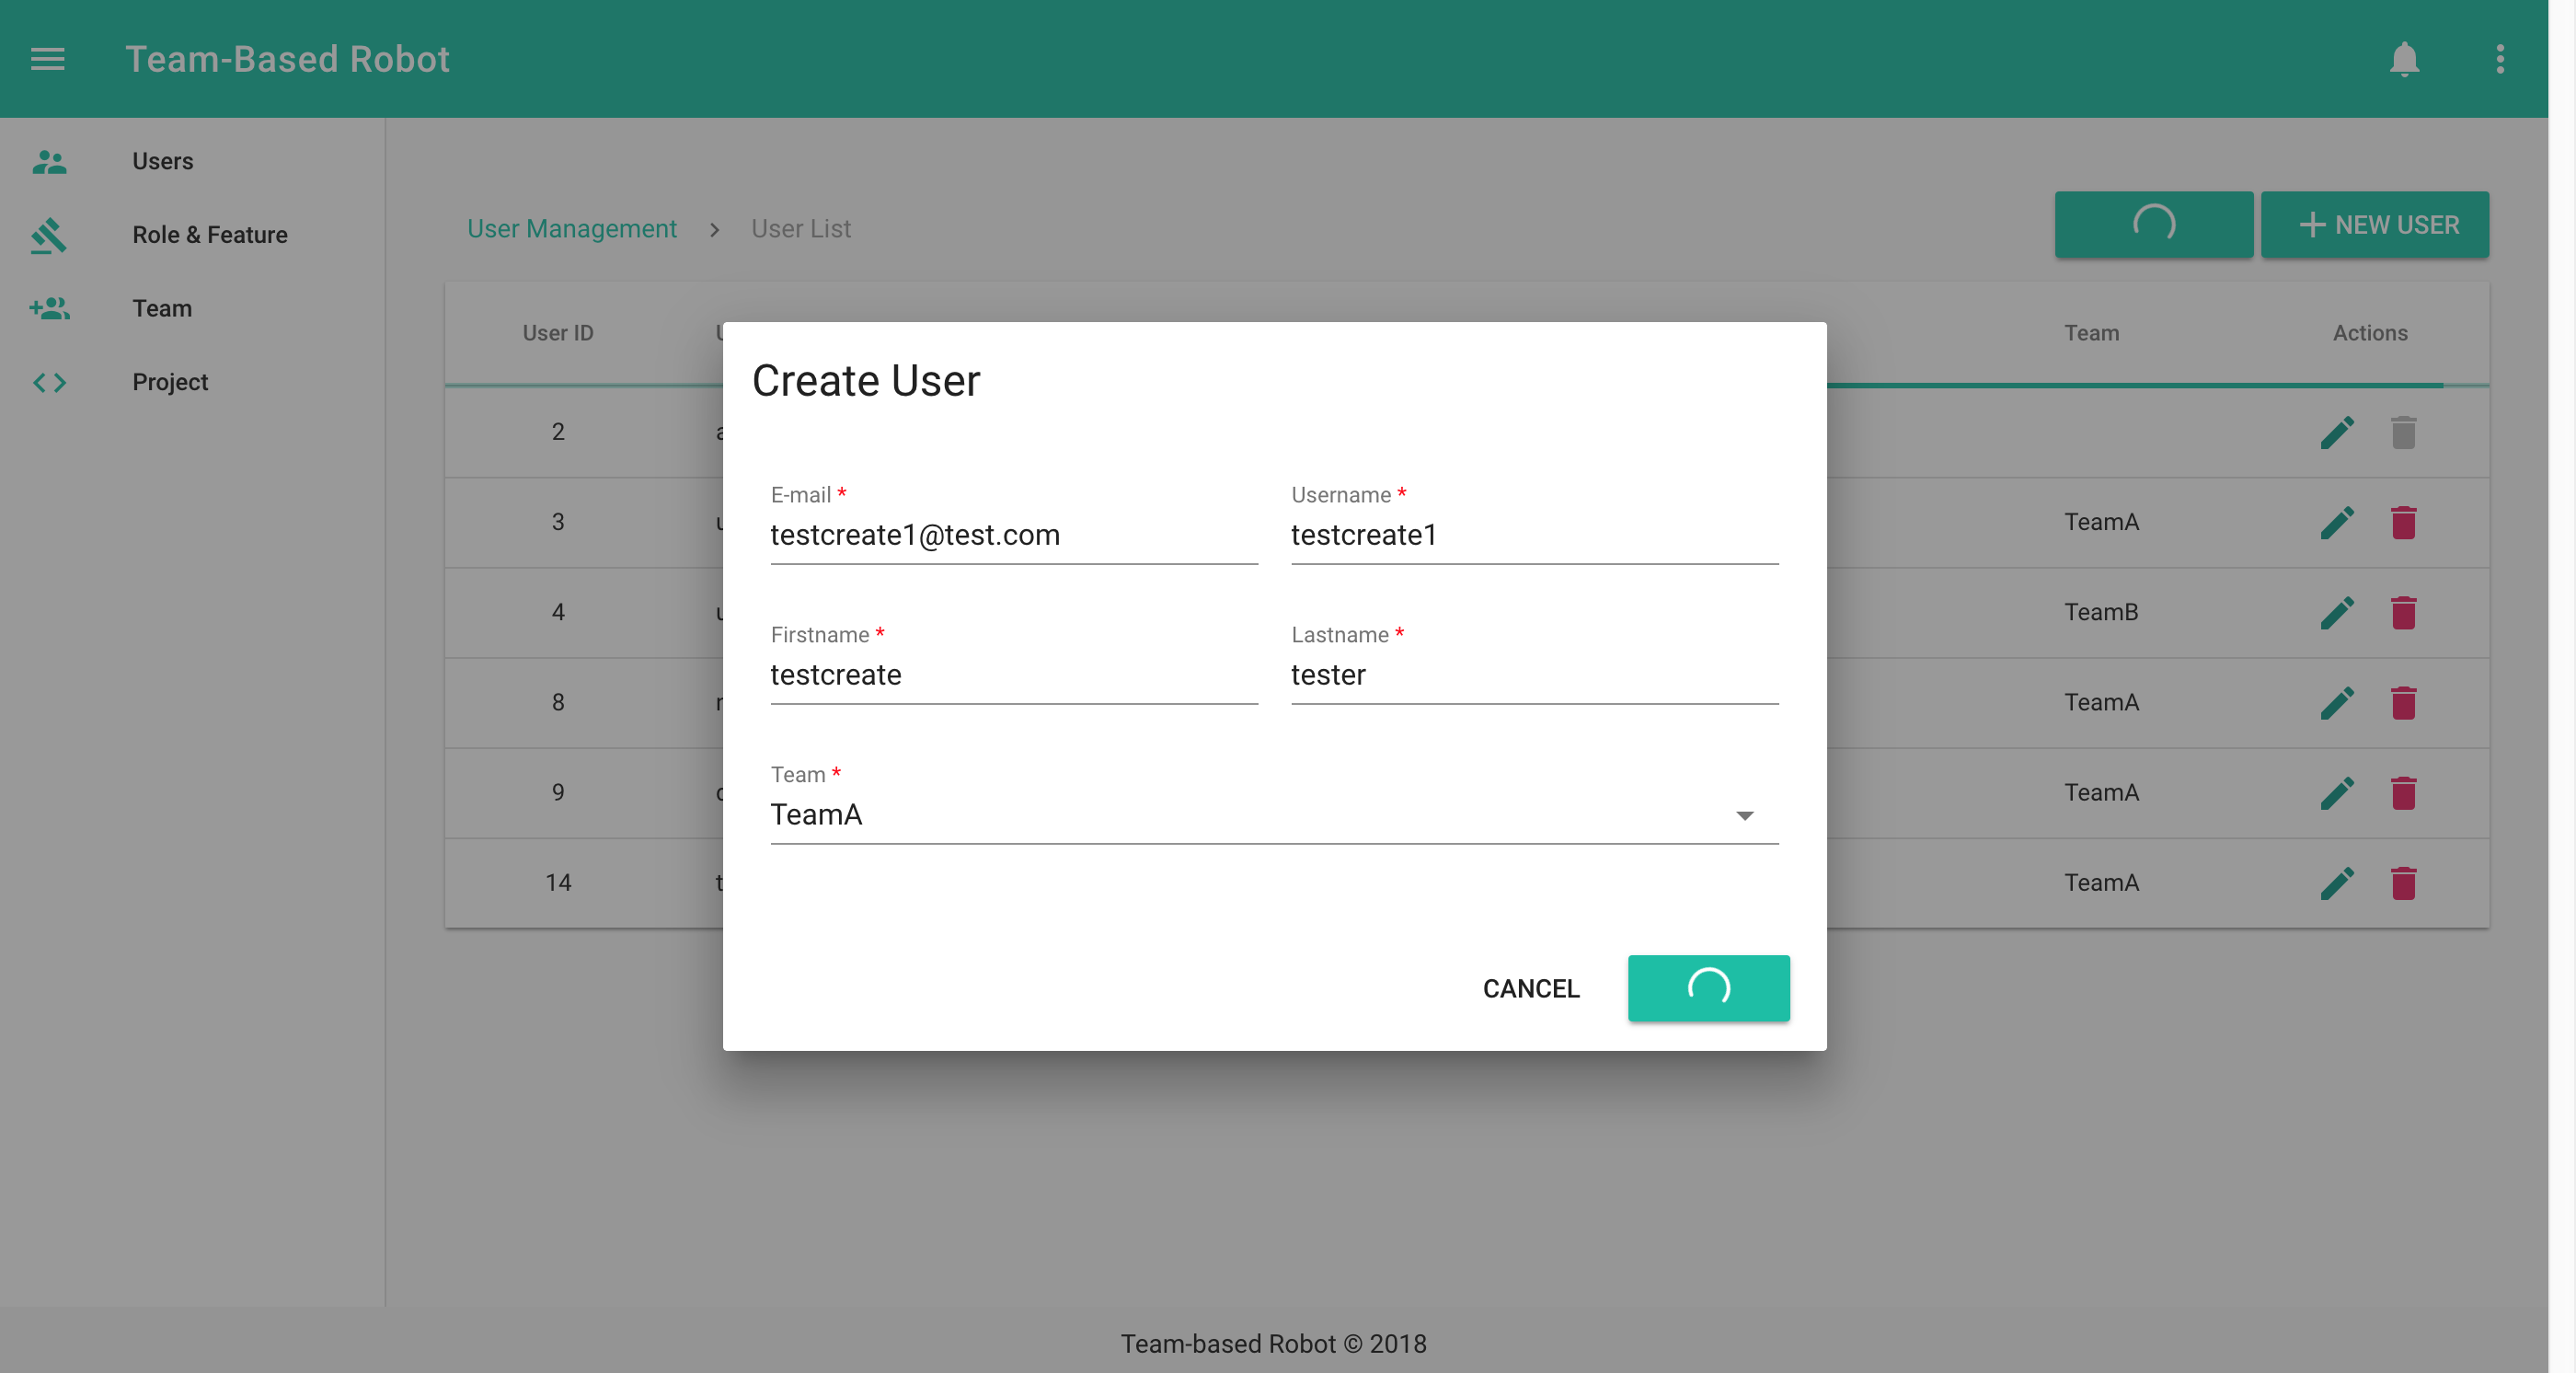 Team-Based Robot
Users
Role & Feature
Team
Project
User Management > User List
NEW USER
User ID Team Actions
2
3 TeamA
4 TeamB
8 TeamA
9 TeamA
14 TeamA
Create User
E-mail * Username *
testcreate1@test.com testcreate1
Firstname * Lastname *
testcreate tester
Team *
TeamA
CANCEL
Team-based Robot © 2018